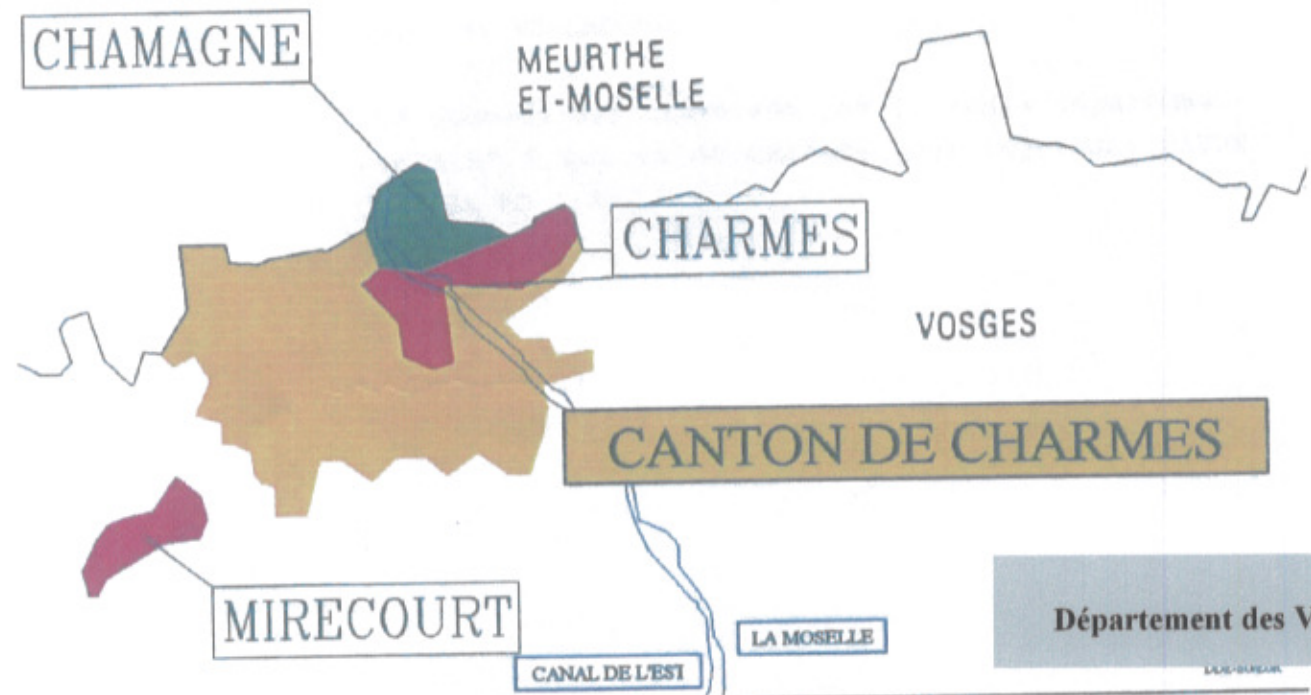 CHAMAGNE
MEURTHE
ET-MOSELLE
CHARMES
VOSGES
CANTON DE CHARMES
MIRECOURT
LA MOSELLE
CANAL DE L'EST
Département des V